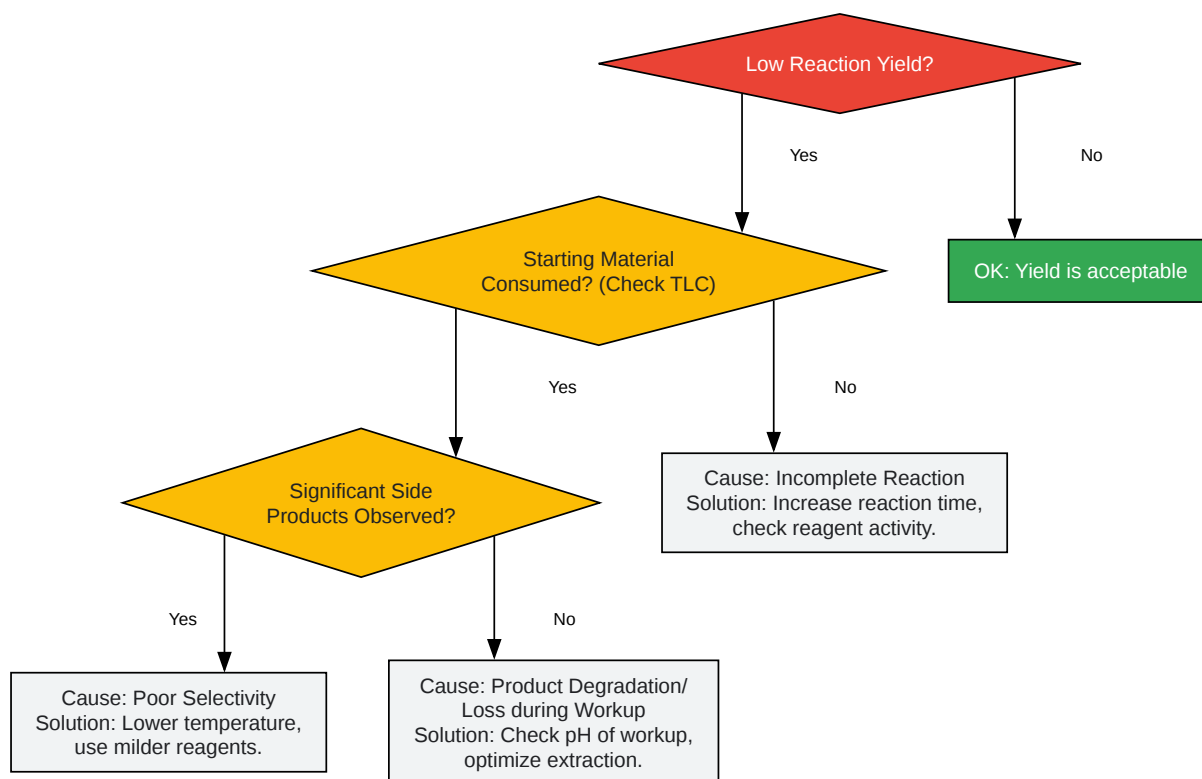 Low Reaction Yield?
Yes
No
Starting Material
Consumed? (Check TLC)
OK: Yield is acceptable
Yes
No
Significant Side
Products Observed?
Cause: Incomplete Reaction
Solution: Increase reaction time,
check reagent activity.
Yes
No
Cause: Poor Selectivity
Solution: Lower temperature,
use milder reagents.
Cause: Product Degradation/
Loss during Workup
Solution: Check pH of workup,
optimize extraction.